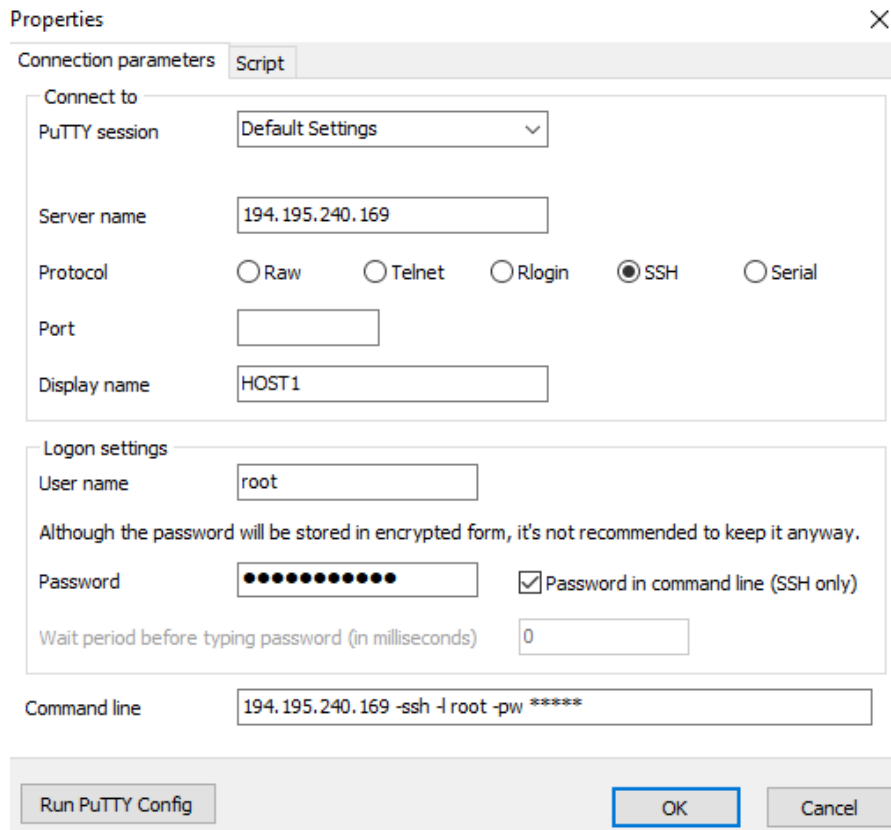 Properties
Connection parameters Script
Connect to
PuTTY session Default Settings
Server name 194.195.240.169
Protocol Raw Telnet Rlogin SSH Serial
Port
Display name HOST1
Logon settings
User name root
Although the password will be stored in encrypted form, it's not recommended to keep it anyway.
Password ●●●●●●●●●●● Password in command line (SSH only)
Wait period before typing password (in milliseconds) 0
Command line 194.195.240.169 -ssh -l root -pw *****
Run PuTTY Config OK Cancel